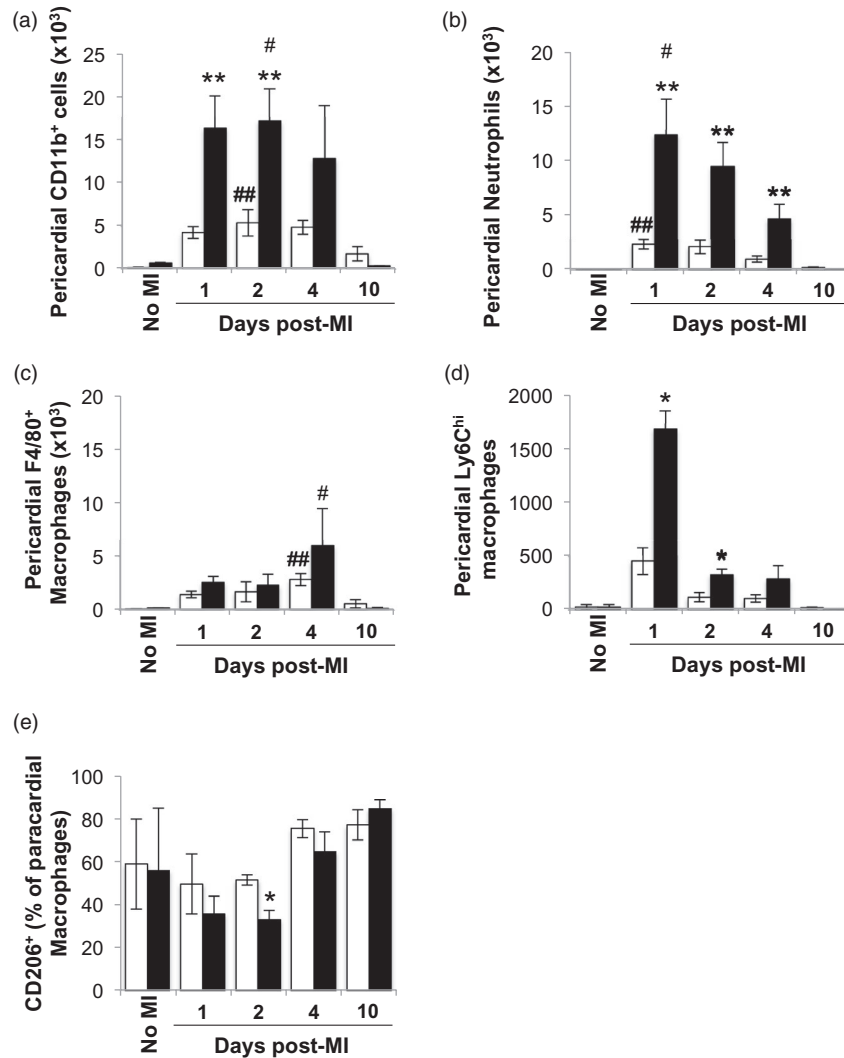 (a)
Pericardial CD11b⁺ cells (x10³)
25
20
15
10
5
0
**
#
**
##
No MI
1 2 4 10
Days post-MI
(b)
Pericardial Neutrophils (x10³)
20
15
10
5
0
#
**
**
**
##
No MI
1 2 4 10
Days post-MI
(c)
Pericardial F4/80⁺
Macrophages (x10³)
20
15
10
5
0
#
##
No MI
1 2 4 10
Days post-MI
(d)
Pericardial Ly6Cʰⁱ
macrophages
2000
1500
1000
500
0
*
*
No MI
1 2 4 10
Days post-MI
(e)
CD206⁺ (% of paracardial
Macrophages)
100
80
60
40
20
0
*
No MI
1 2 4 10
Days post-MI